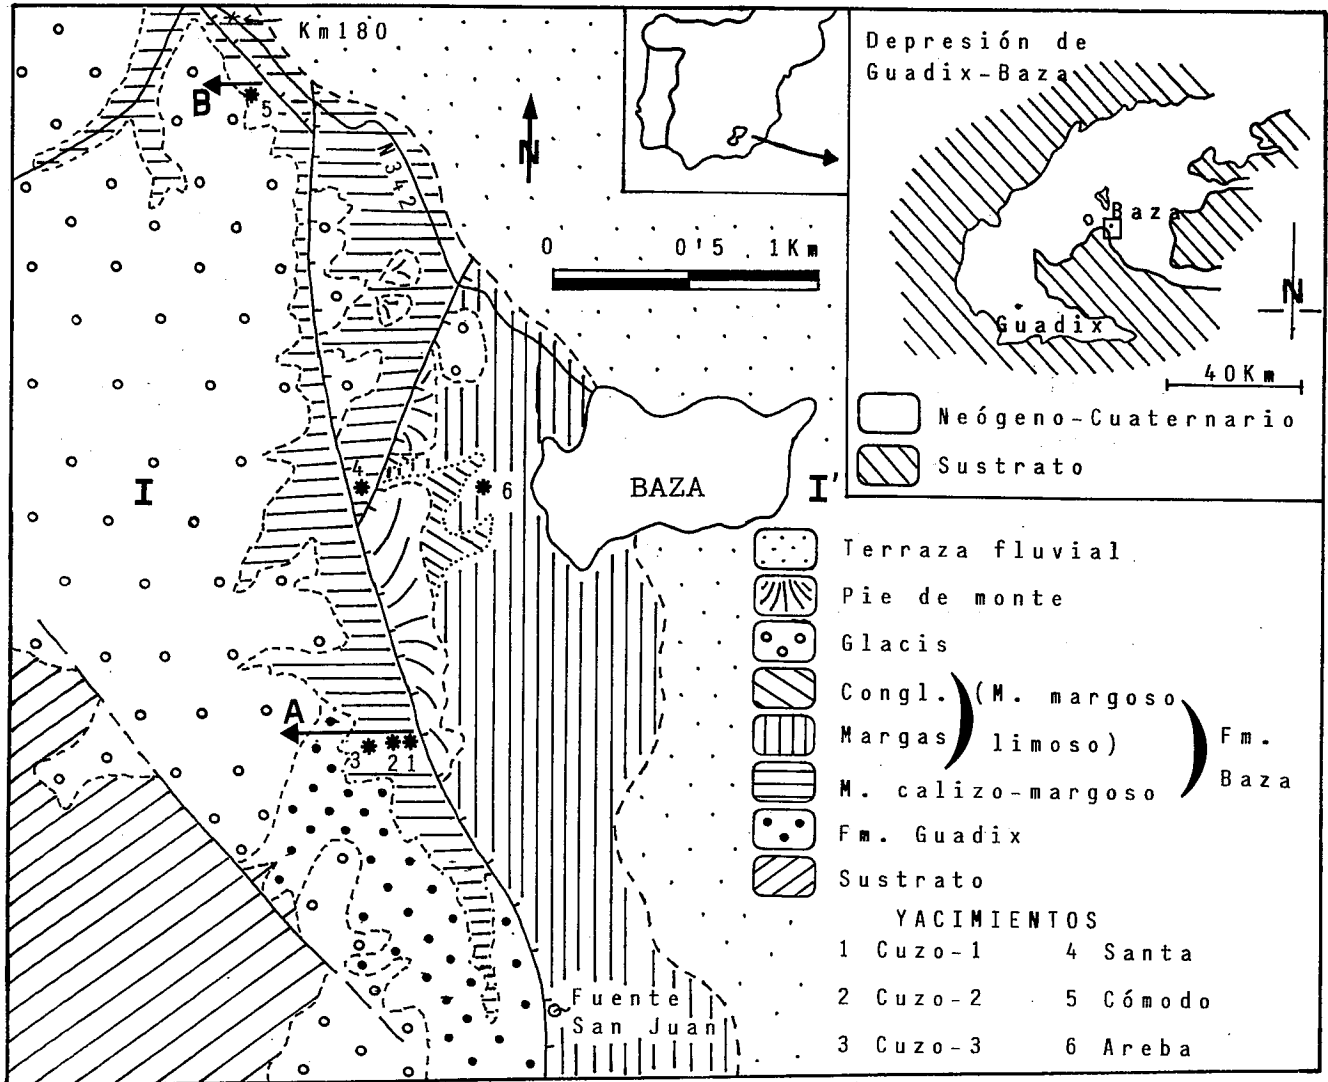 Km180
B
5
N
N 342
0 0'5 1Km
4
6
I
BAZA
I'
A
3 2 1
Fuente
San Juan
Depresión de
Guadix-Baza
Baza
N
Guadix
40Km
Neógeno-Cuaternario
Sustrato
Terraza fluvial
Pie de monte
Glacis
Congl. (M. margoso
Margas limoso)
Fm.
Baza
M. calizo-margoso
Fm. Guadix
Sustrato
YACIMIENTOS
1 Cuzo-1 4 Santa
2 Cuzo-2 5 Cómodo
3 Cuzo-3 6 Areba